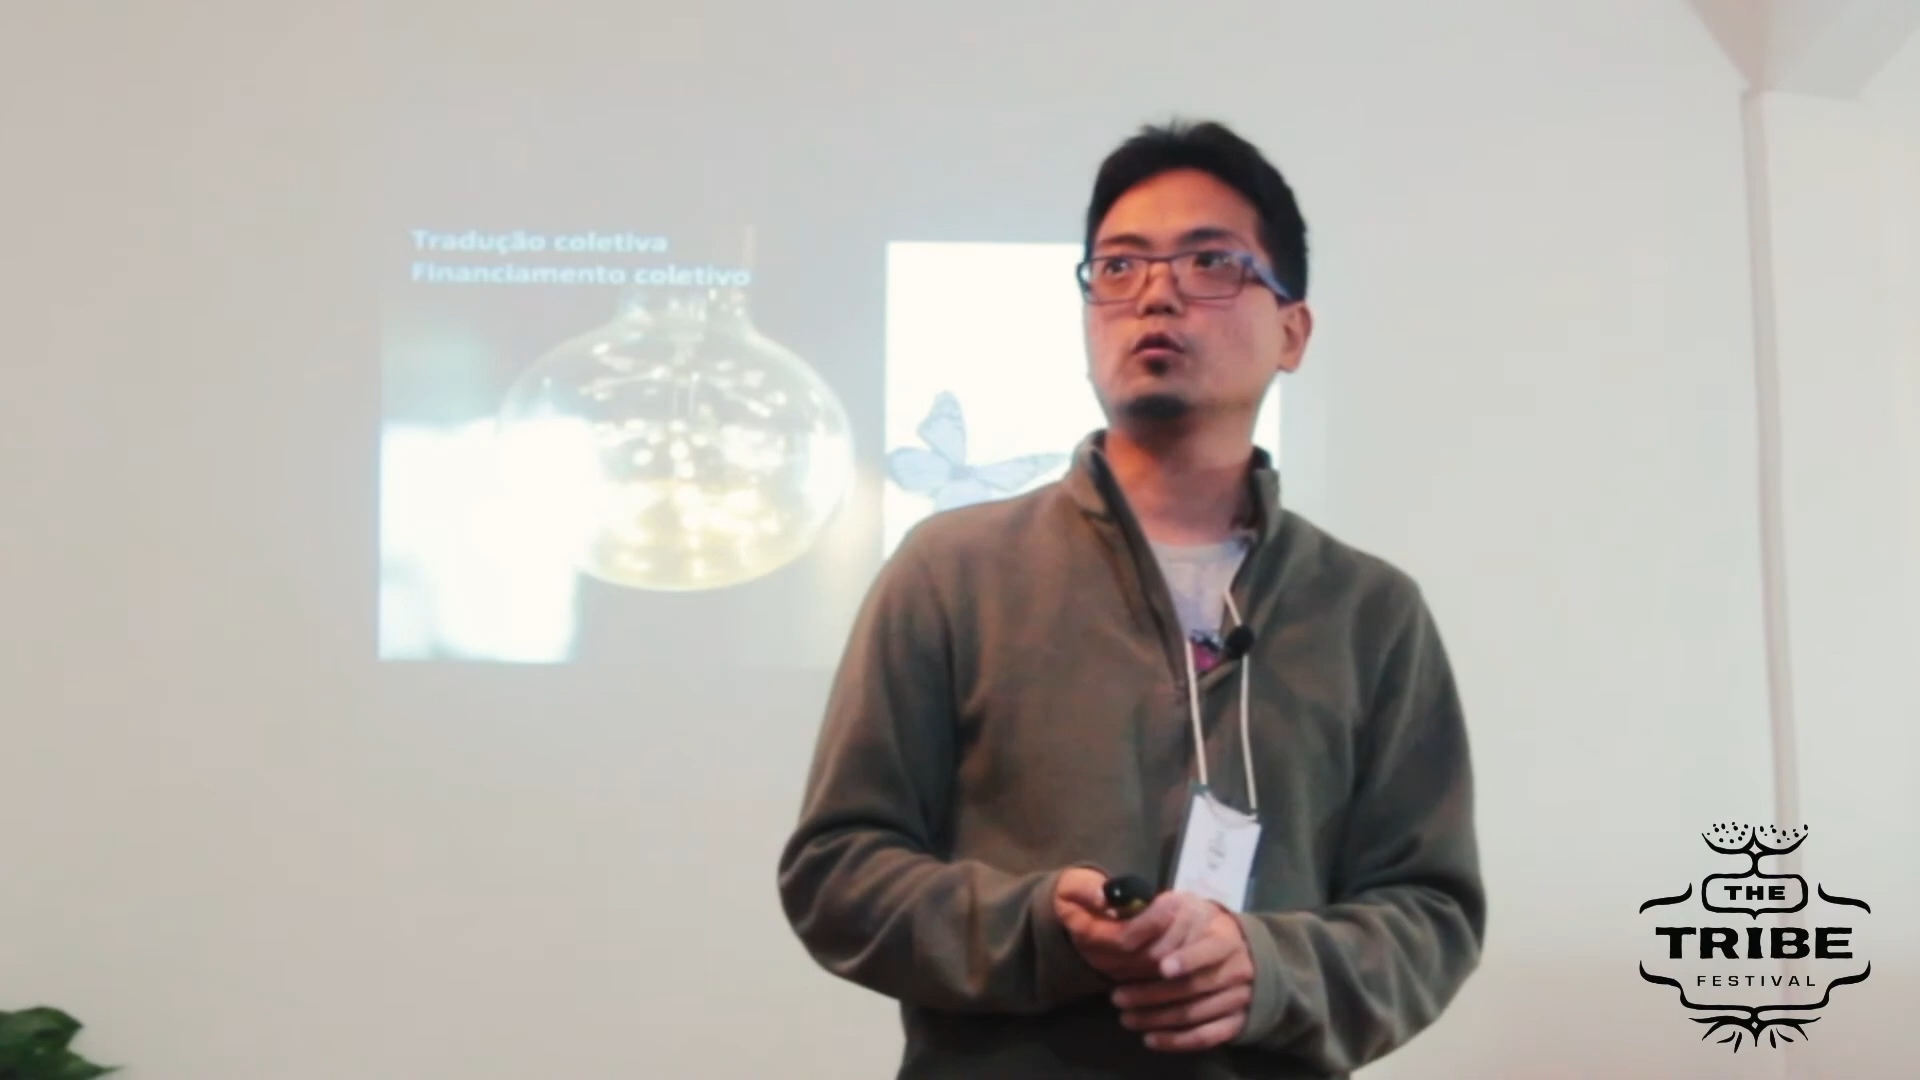 Tradução coletiva
Financiamento coletivo
THE
TRIBE
FESTIVAL